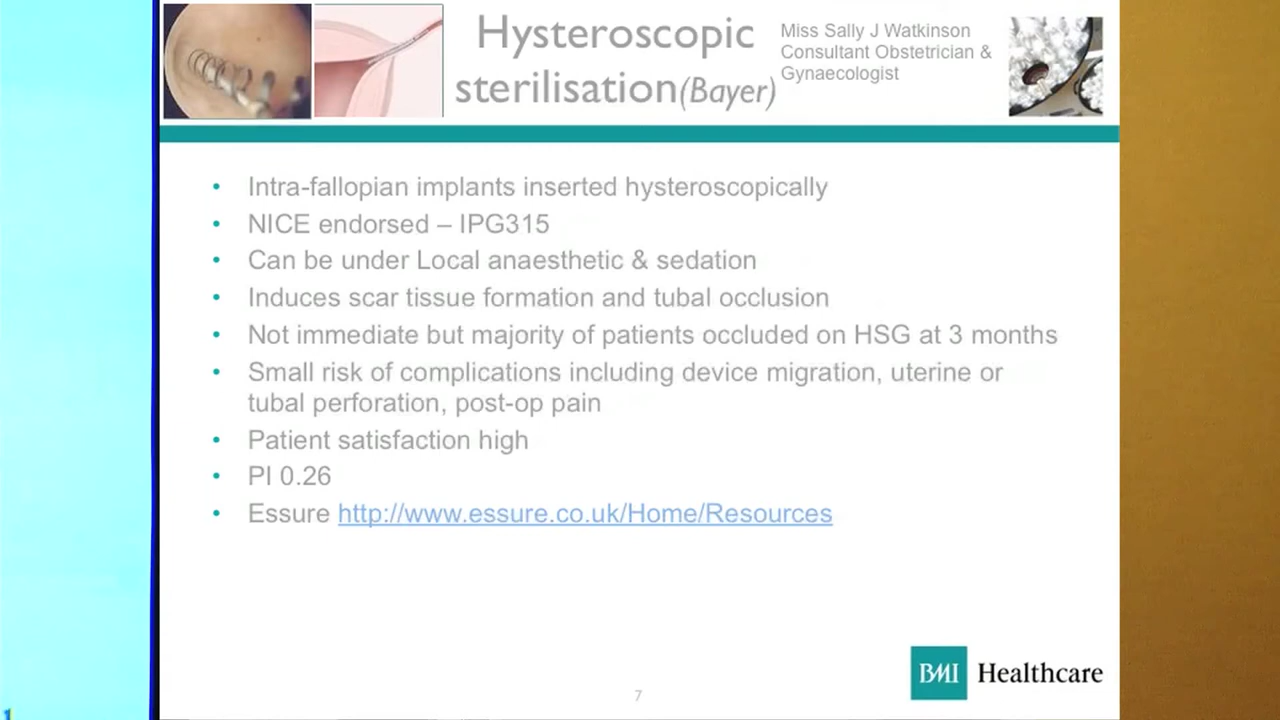 Hysteroscopic
sterilisation(Bayer)
Miss Sally J Watkinson
Consultant Obstetrician &
Gynaecologist
• Intra-fallopian implants inserted hysteroscopically
• NICE endorsed – IPG315
• Can be under Local anaesthetic & sedation
• Induces scar tissue formation and tubal occlusion
• Not immediate but majority of patients occluded on HSG at 3 months
• Small risk of complications including device migration, uterine or
tubal perforation, post-op pain
• Patient satisfaction high
• PI 0.26
• Essure http://www.essure.co.uk/Home/Resources
BMI Healthcare
7